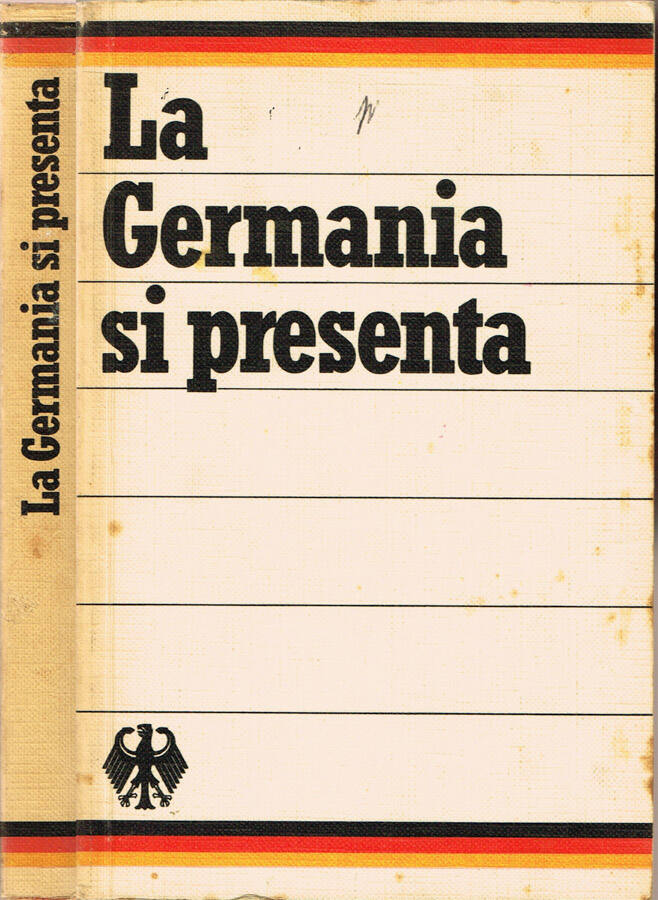 La Germania si presenta
La
Germania
si presenta